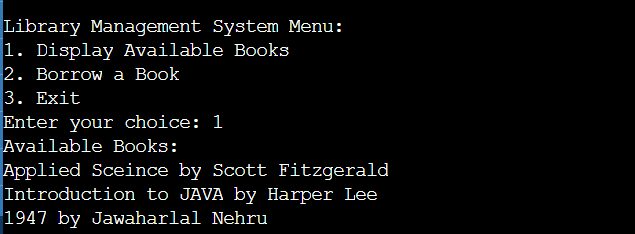 Library Management System Menu:
1. Display Available Books
2. Borrow a Book
3. Exit
Enter your choice: 1
Available Books:
Applied Sceince by Scott Fitzgerald
Introduction to JAVA by Harper Lee
1947 by Jawaharlal Nehru